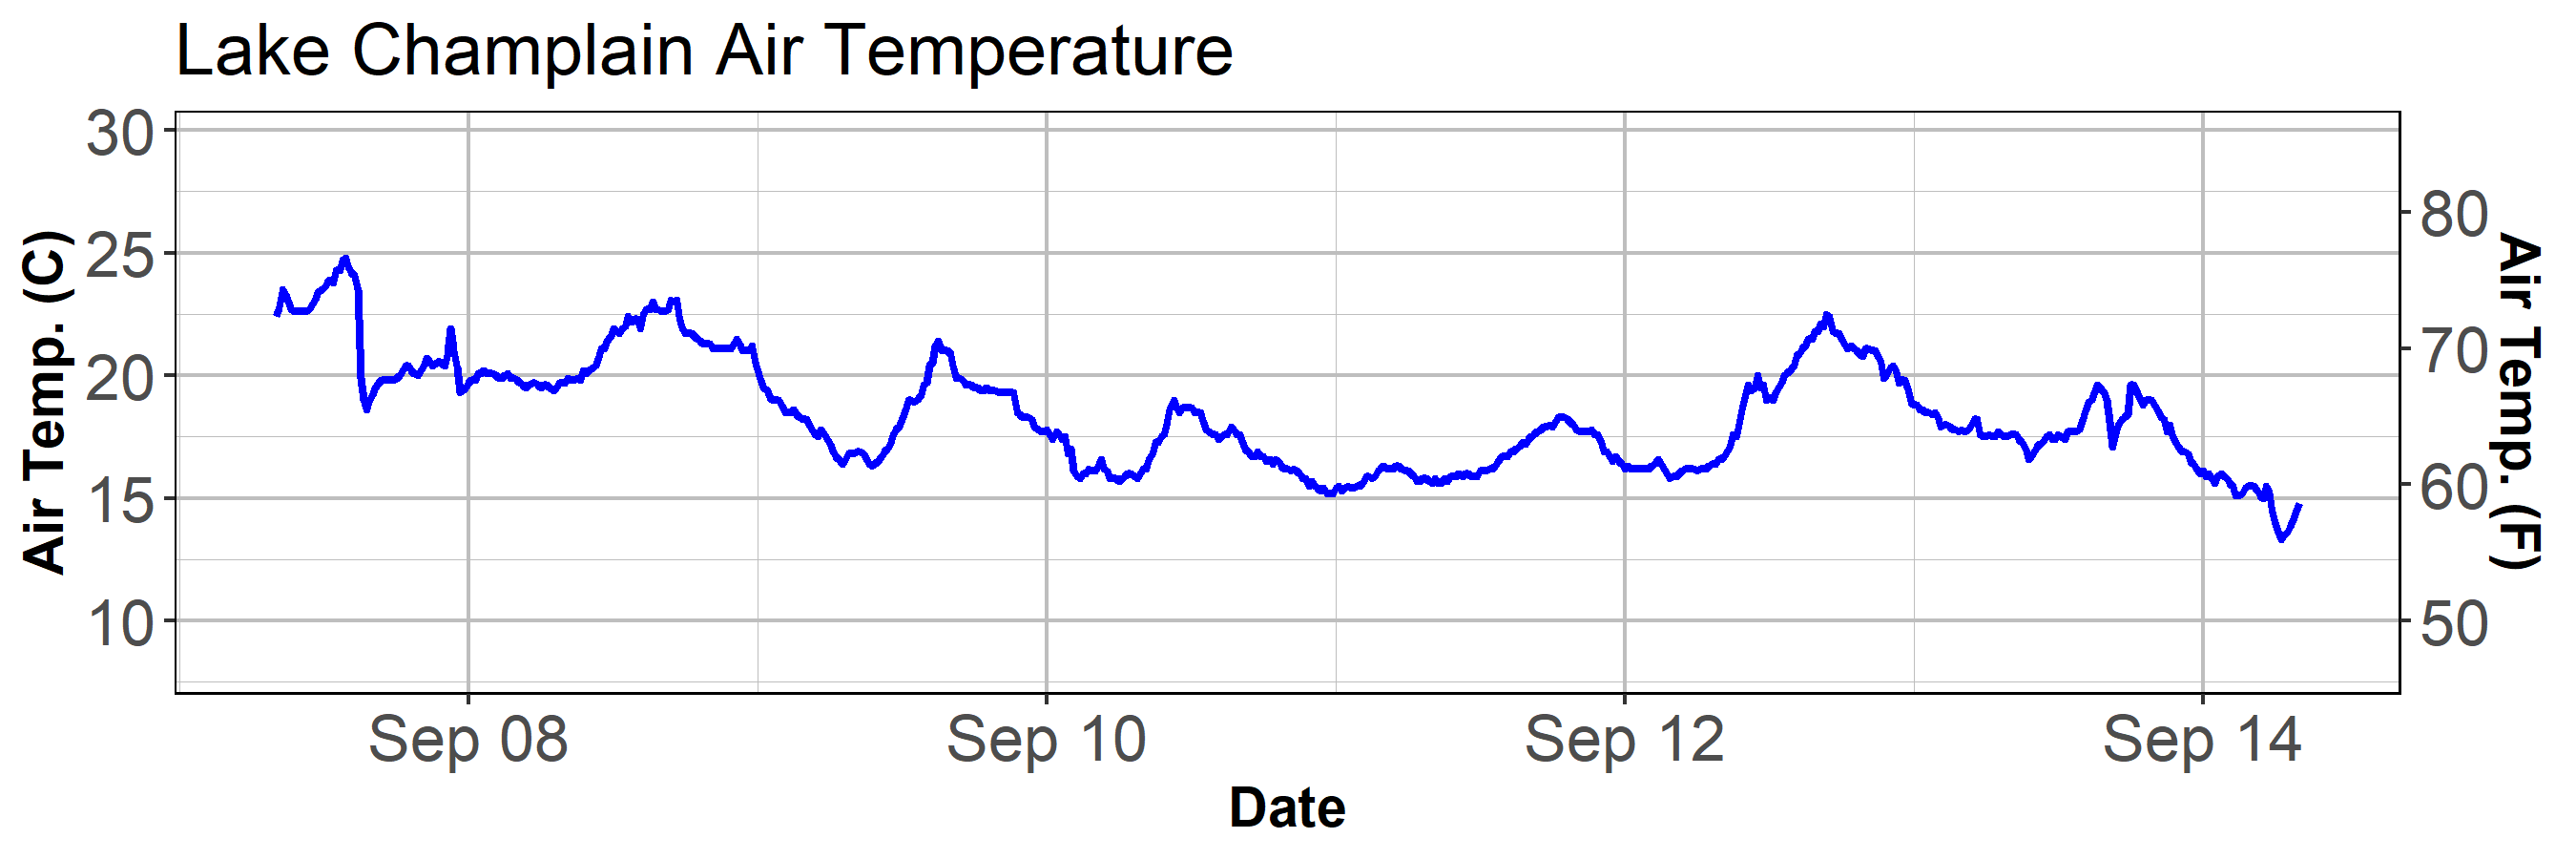 Lake Champlain Air Temperature
Air Temp. (C)
30
25
20
15
10
80
70
60
50
Air Temp. (F)
Sep 08 Sep 10 Sep 12 Sep 14
Date